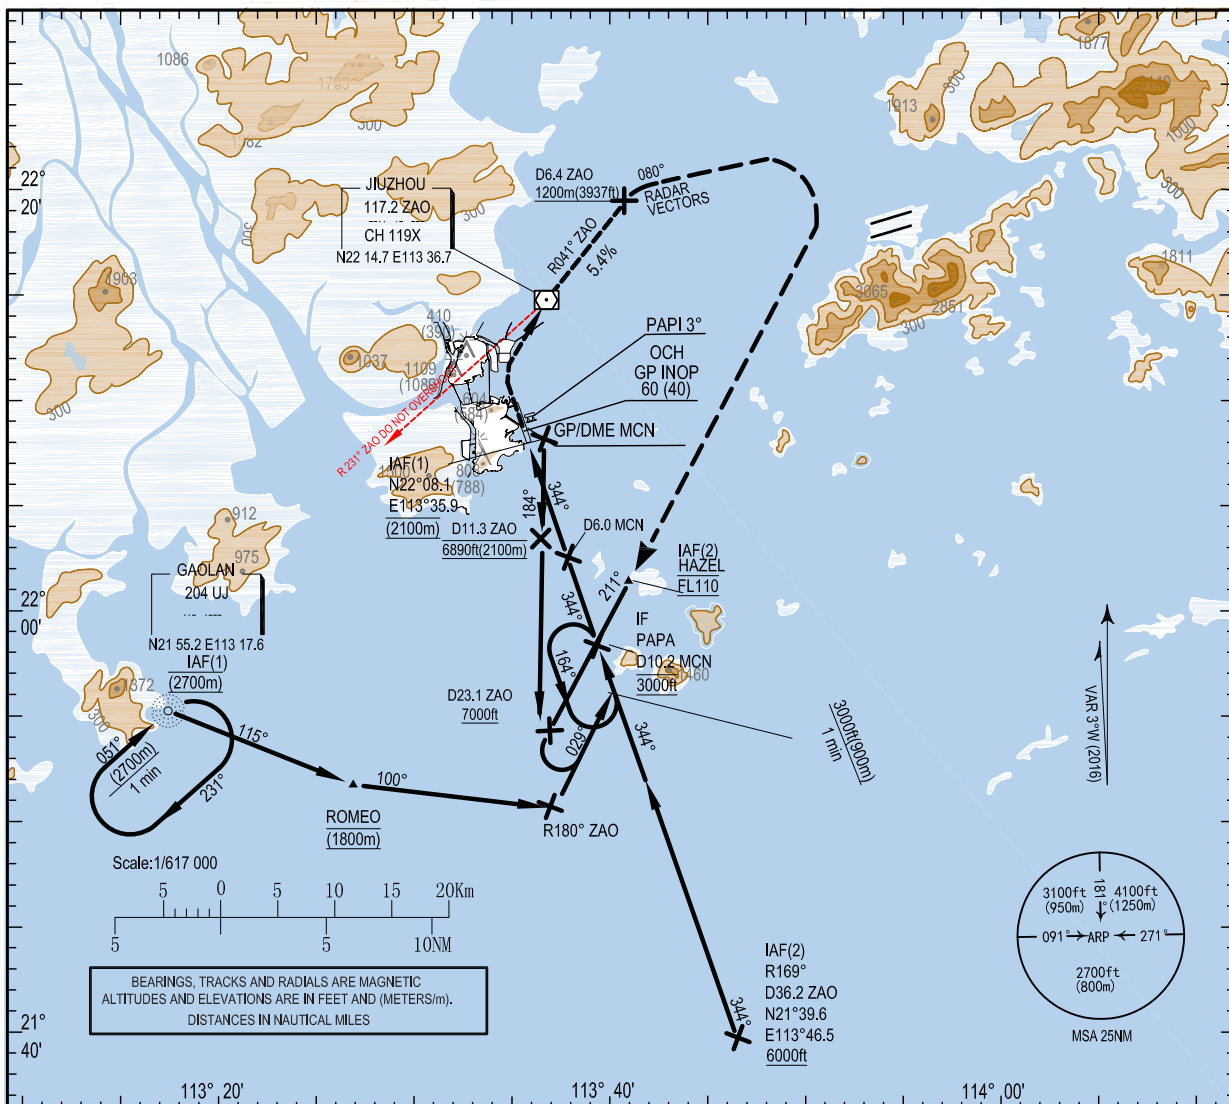 1086
1877
1913
300
300
1000
300
300
300
22°
20'
D6.4 ZAO
1200m(3937ft)
080°
RADAR
VECTORS
JIUZHOU
117.2 ZAO
CH 119X
N22 14.7 E113 36.7
R041° ZAO
5.4%
1903
300
1811
3065
2851
300
410
1037
1109
604
PAPI 3°
OCH
GP INOP
60 (40)
GP/DME MCN
R 231° ZAO DO NOT OVERSHOOT
IAF(1)
N22°08.1
E113°35.9
(2100m)
(788)
184°
344°
D11.3 ZAO
6890ft(2100m)
D6.0 MCN
912
975
GAOLAN
204 UJ
N21 55.2 E113 17.6
IAF(1)
(2700m)
22°
00'
IAF(2)
HAZEL
FL110
211°
344°
IF
PAPA
D10.2 MCN
3000ft
1460
164°
D23.1 ZAO
7000ft
029°
344°
3000ft(900m)
1 min
VAR 3°W (2016)
1372
300
051°
(2700m)
1 min
231°
115°
100°
ROMEO
(1800m)
R180° ZAO
Scale:1/617 000
5 0 5 10 15 20Km
5 5 10NM
BEARINGS, TRACKS AND RADIALS ARE MAGNETIC
ALTITUDES AND ELEVATIONS ARE IN FEET AND (METERS/m).
DISTANCES IN NAUTICAL MILES
344°
IAF(2)
R169°
D36.2 ZAO
N21°39.6
E113°46.5
6000ft
3100ft
(950m)
181°
4100ft
(1250m)
091° ARP 271°
2700ft
(800m)
MSA 25NM
21°
40'
113° 20'
113° 40'
114° 00'